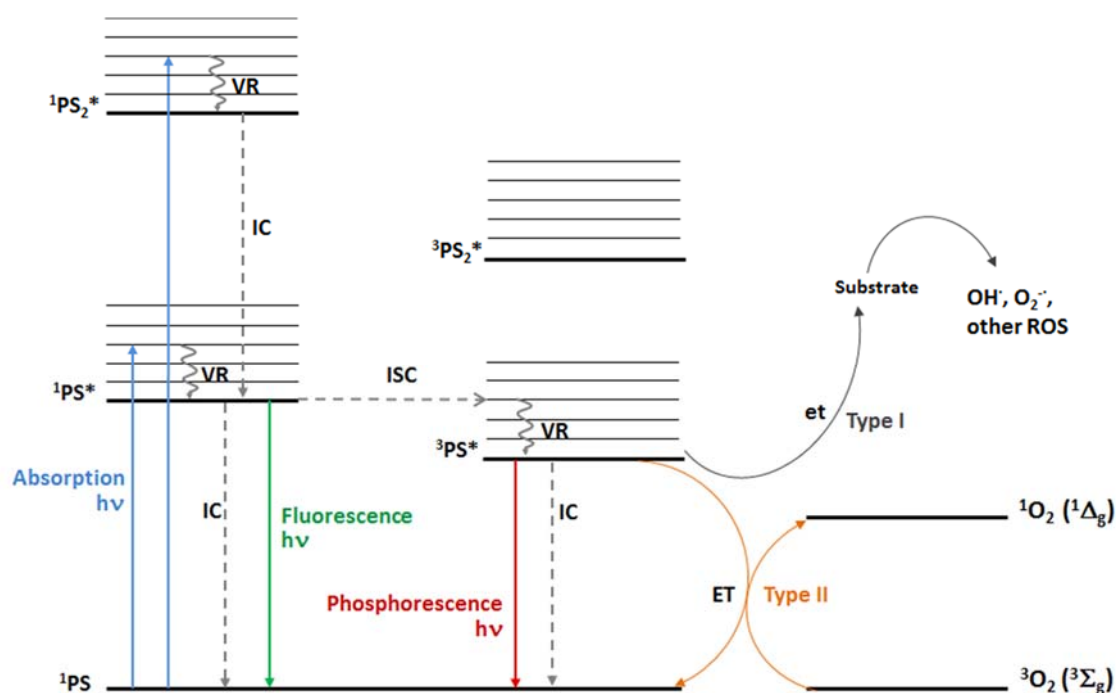 VR
¹PS₂*
IC
³PS₂*
Substrate
OH˙, O₂⁻˙,
other ROS
VR
ISC
¹PS*
et
Type I
VR
³PS*
Absorption
hν
IC
Fluorescence
hν
IC
¹O₂ (¹Δg)
Phosphorescence
hν
ET
Type II
¹PS
³O₂ (³Σg)